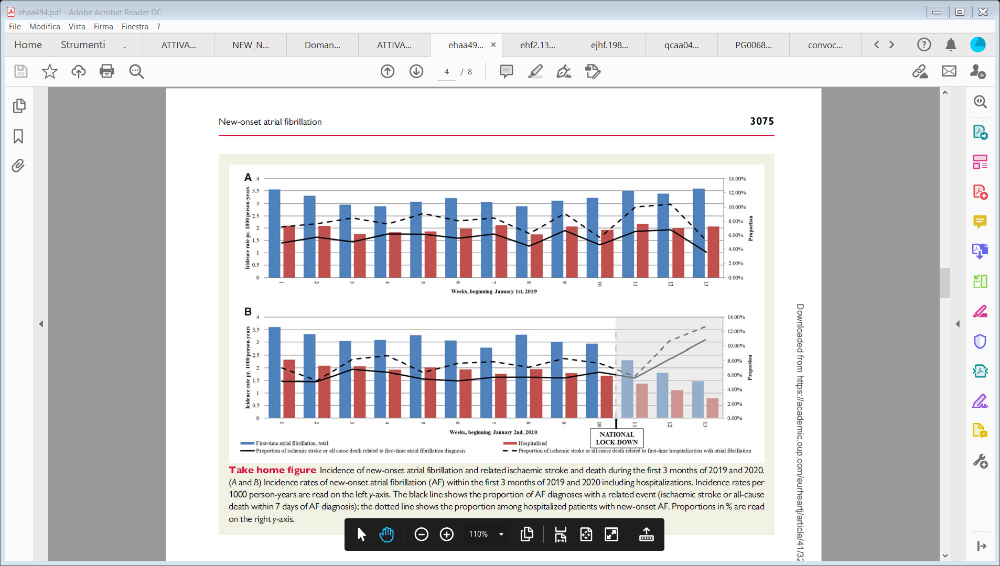 ehaa494.pdf - Adobe Acrobat Reader DC
File Modifica Vista Firma Finestra ?
Home Strumenti . ATTIVA... NEW_N... Doman... ATTIVA... ehaa49... × ehf2.13... ejhf.198... qcaa04... PG0068... convoc...
4 / 8
New-onset atrial fibrillation 3075
A
4
3.5
3
2.5
2
1.5
1
0.5
0
Icidence rate pr. 1000 person-years
14.00%
12.00%
10.00%
8.00%
6.00%
4.00%
2.00%
0.00%
Proportion
1 2 3 4 5 6 7 8 9 10 11 12 13
Weeks, beginning January 1st, 2019
B
4
3.5
3
2.5
2
1.5
1
0.5
0
Icidence rate pr. 1000 person-years
14.00%
12.00%
10.00%
8.00%
6.00%
4.00%
2.00%
0.00%
Proportion
1 2 3 4 5 6 7 8 9 10 11 12 13
Weeks, beginning January 2nd, 2020
NATIONAL
LOCK-DOWN
First-time atrial fibrillation, total Hospitalized
Proportion of ischemic stroke or all cause death related to first-time atrial fibrillation diagnosis Proportion of ischemic stroke or all cause death related to first-time hospitalization with atrial fibrillation
Take home figure Incidence of new-onset atrial fibrillation and related ischaemic stroke and death during the first 3 months of 2019 and 2020.
(A and B) Incidence rates of new-onset atrial fibrillation (AF) within the first 3 months of 2019 and 2020 including hospitalizations. Incidence rates per
1000 person-years are read on the left y-axis. The black line shows the proportion of AF diagnoses with a related event (ischaemic stroke or all-cause
death within 7 days of AF diagnosis); the dotted line shows the proportion among hospitalized patients with new-onset AF. Proportions in % are read
on the right y-axis.
Downloaded from https://academic.oup.com/eurheartj/article/41/32
110%